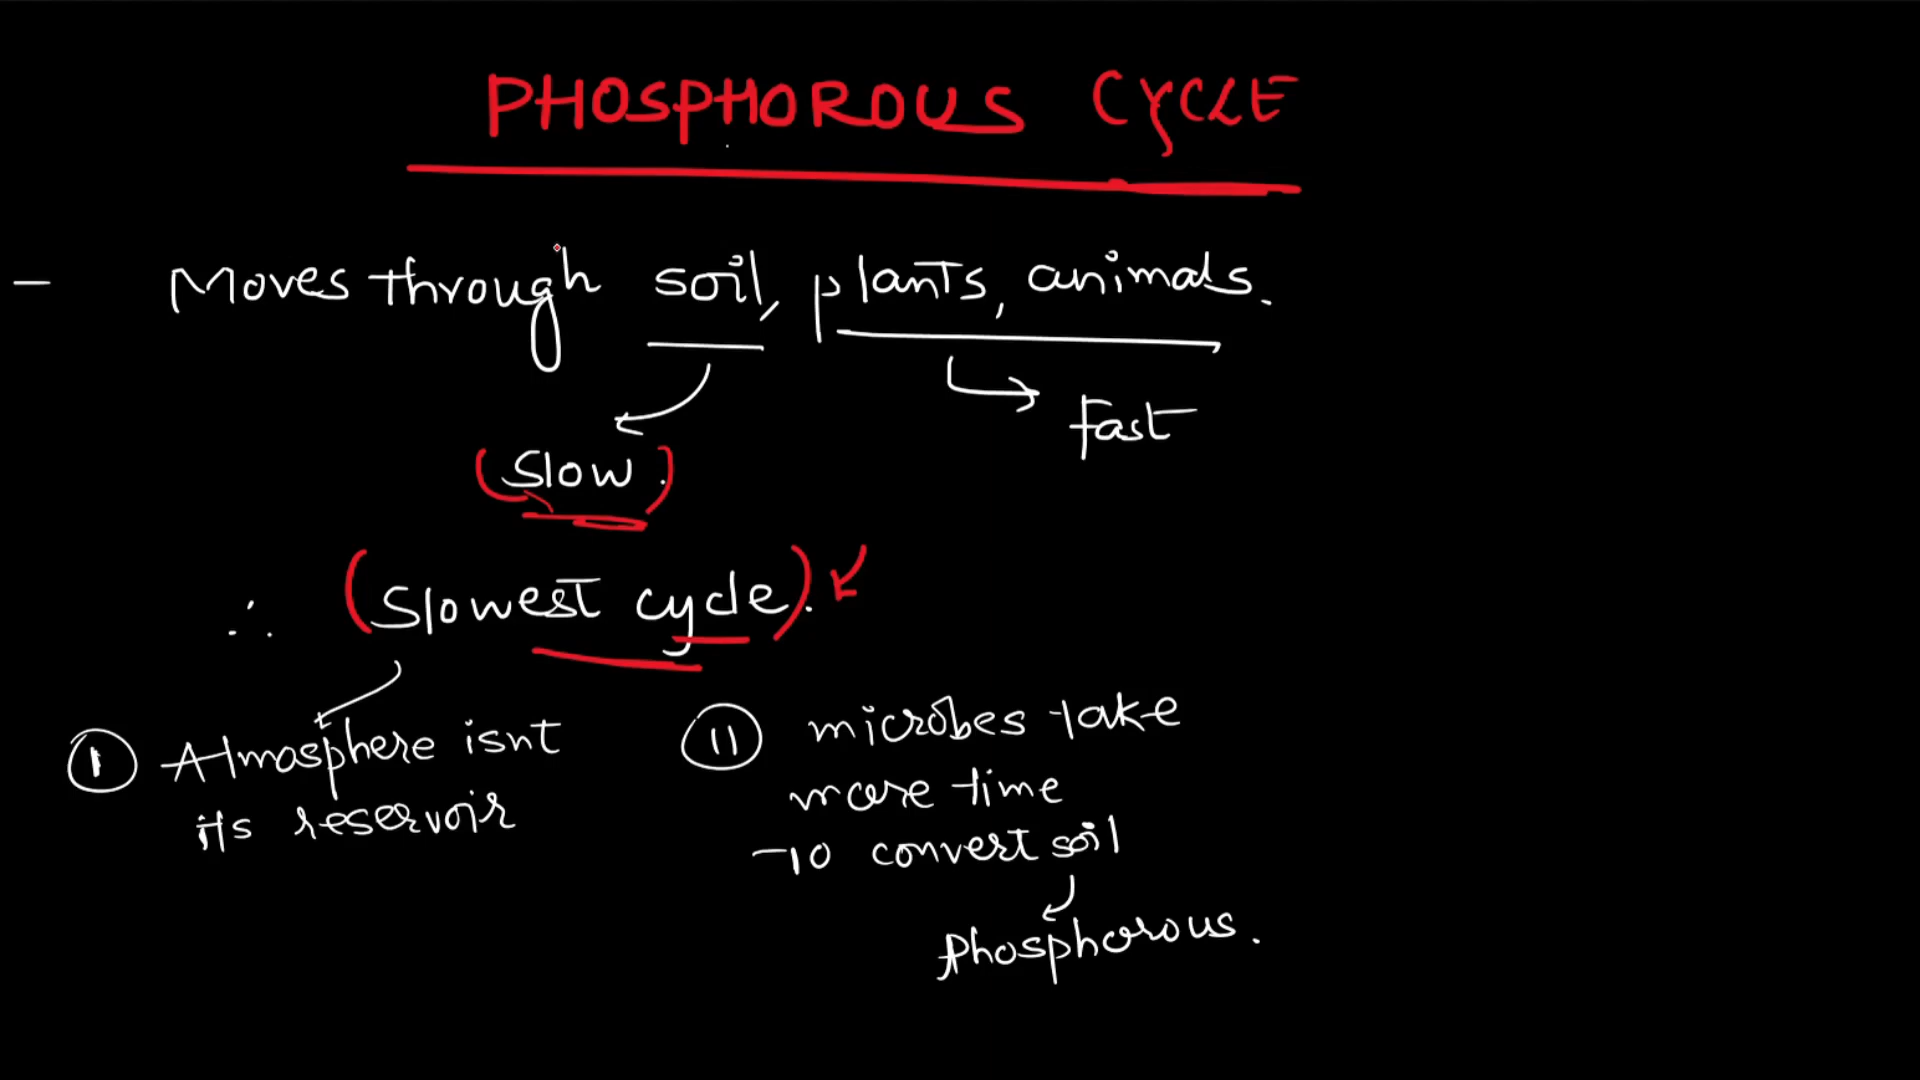 PHOSPHOROUS CYCLE
- Moves through soil, plants, animals.
Fast
(Slow.)
∴ (Slowest cycle).
I Atmosphere isnt
its reservoir
II microbes take
more time
to convert soil
Phosphorous.